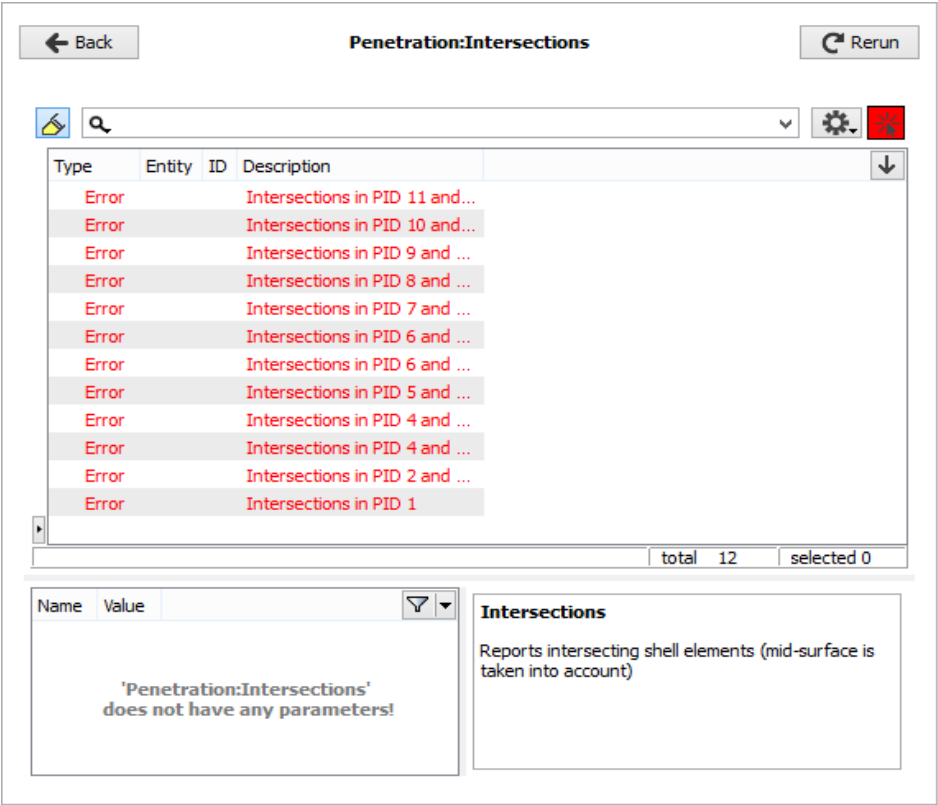 Back
Penetration:Intersections
Rerun
Type Entity ID Description
Error Intersections in PID 11 and...
Error Intersections in PID 10 and...
Error Intersections in PID 9 and ...
Error Intersections in PID 8 and ...
Error Intersections in PID 7 and ...
Error Intersections in PID 6 and ...
Error Intersections in PID 6 and ...
Error Intersections in PID 5 and ...
Error Intersections in PID 4 and ...
Error Intersections in PID 4 and ...
Error Intersections in PID 2 and ...
Error Intersections in PID 1
total 12 selected 0
Name Value
'Penetration:Intersections'
does not have any parameters!
Intersections
Reports intersecting shell elements (mid-surface is
taken into account)